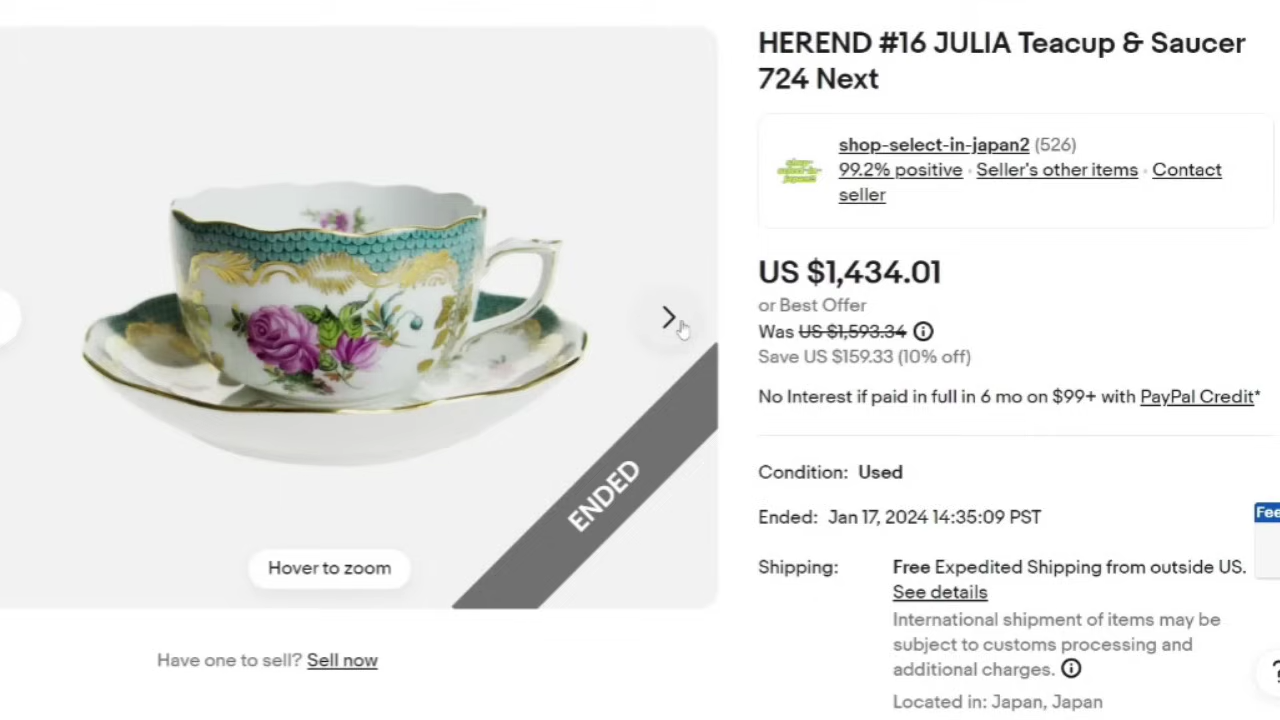 HEREND #16 JULIA Teacup & Saucer
724 Next
shop-select-in-japan2 (526)
99.2% positive · Seller's other items · Contact
seller
US $1,434.01
or Best Offer
Was US $1,593.34
Save US $159.33 (10% off)
No Interest if paid in full in 6 mo on $99+ with PayPal Credit*
Condition: Used
ENDED
Ended: Jan 17, 2024 14:35:09 PST
Fee
Hover to zoom
Shipping: Free Expedited Shipping from outside US.
See details
International shipment of items may be
subject to customs processing and
additional charges.
Have one to sell? Sell now
Located in: Japan, Japan
?